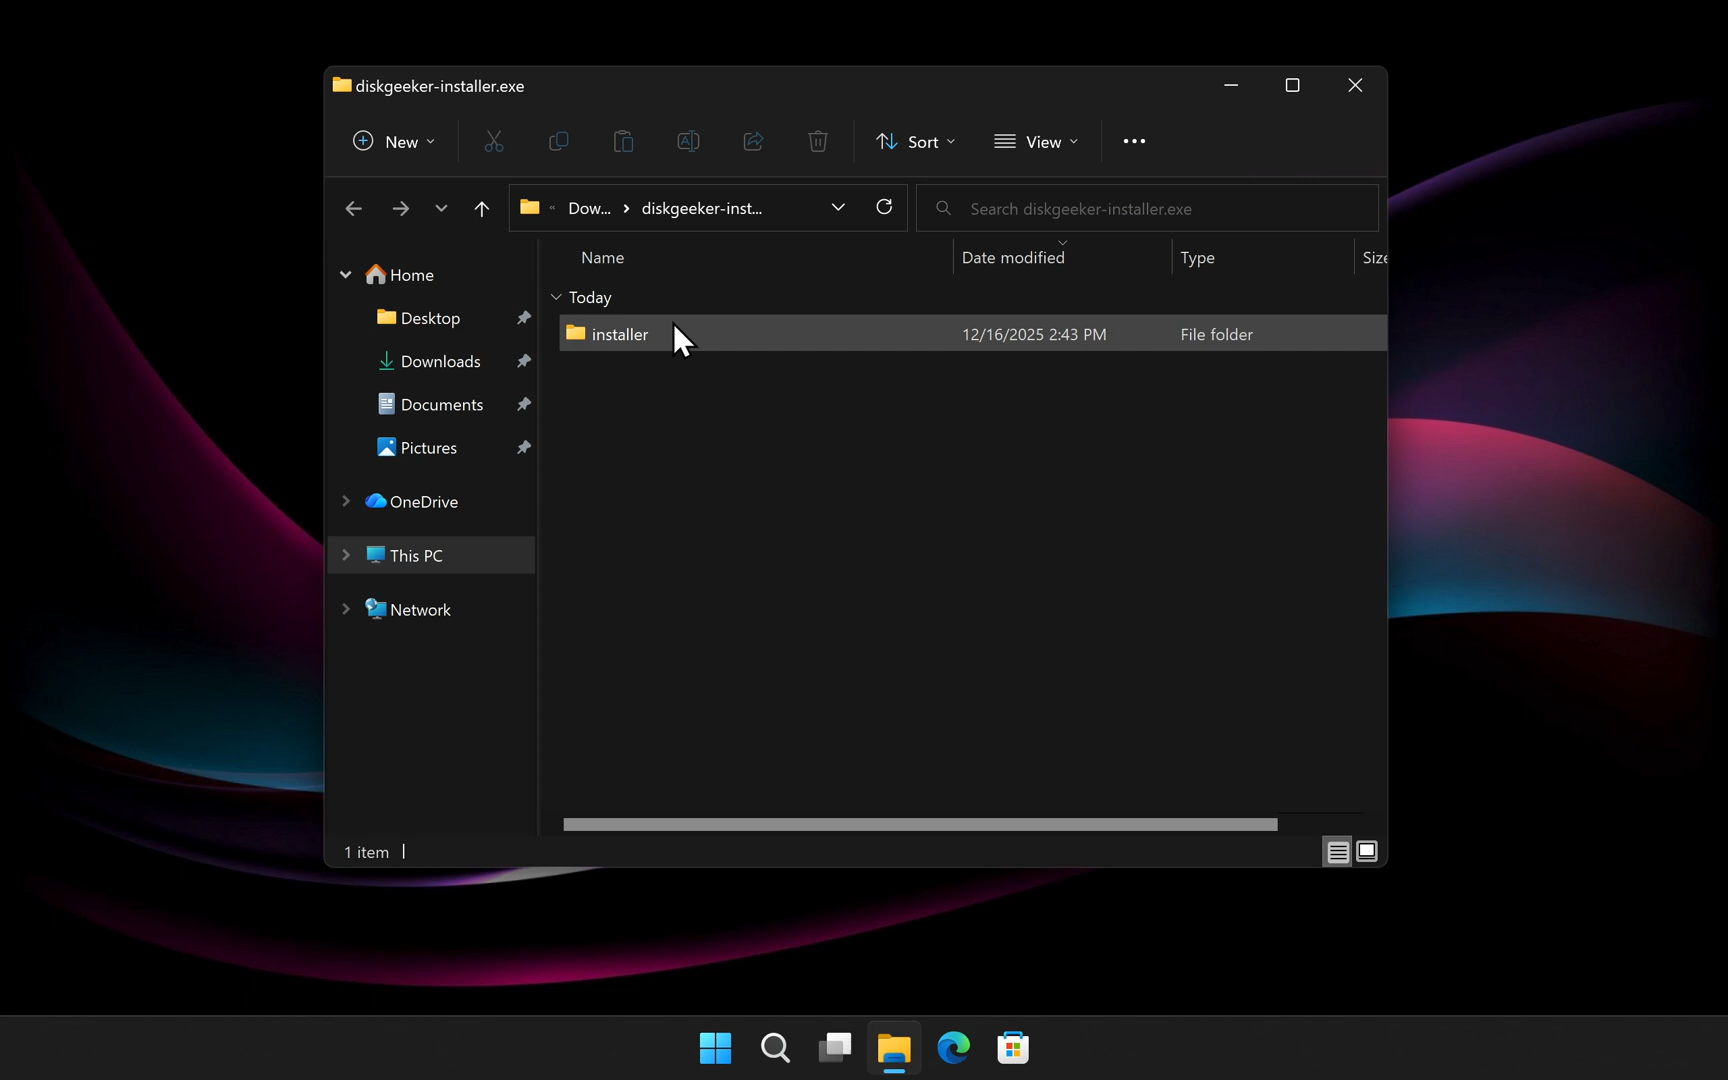 diskgeeker-installer.exe
New
Sort
View
« Dow... > diskgeeker-inst...
Search diskgeeker-installer.exe
Name Date modified Type Size
Home
Desktop
Downloads
Documents
Pictures
OneDrive
This PC
Network
Today
installer 12/16/2025 2:43 PM File folder
1 item